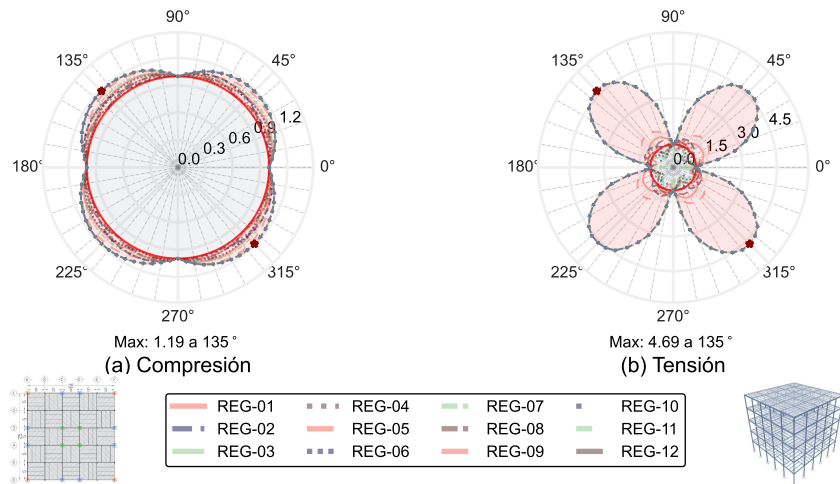 90° 90°
135° 45° 135° 45°
1.2 4.5
0.9 3.0
0.6 1.5
0.3 0.0
0.0
180° 0° 180° 0°
225° 315° 225° 315°
270° 270°
Max: 1.19 a 135° Max: 4.69 a 135°
(a) Compresión (b) Tensión
REG-01 REG-04 REG-07 REG-10
REG-02 REG-05 REG-08 REG-11
REG-03 REG-06 REG-09 REG-12